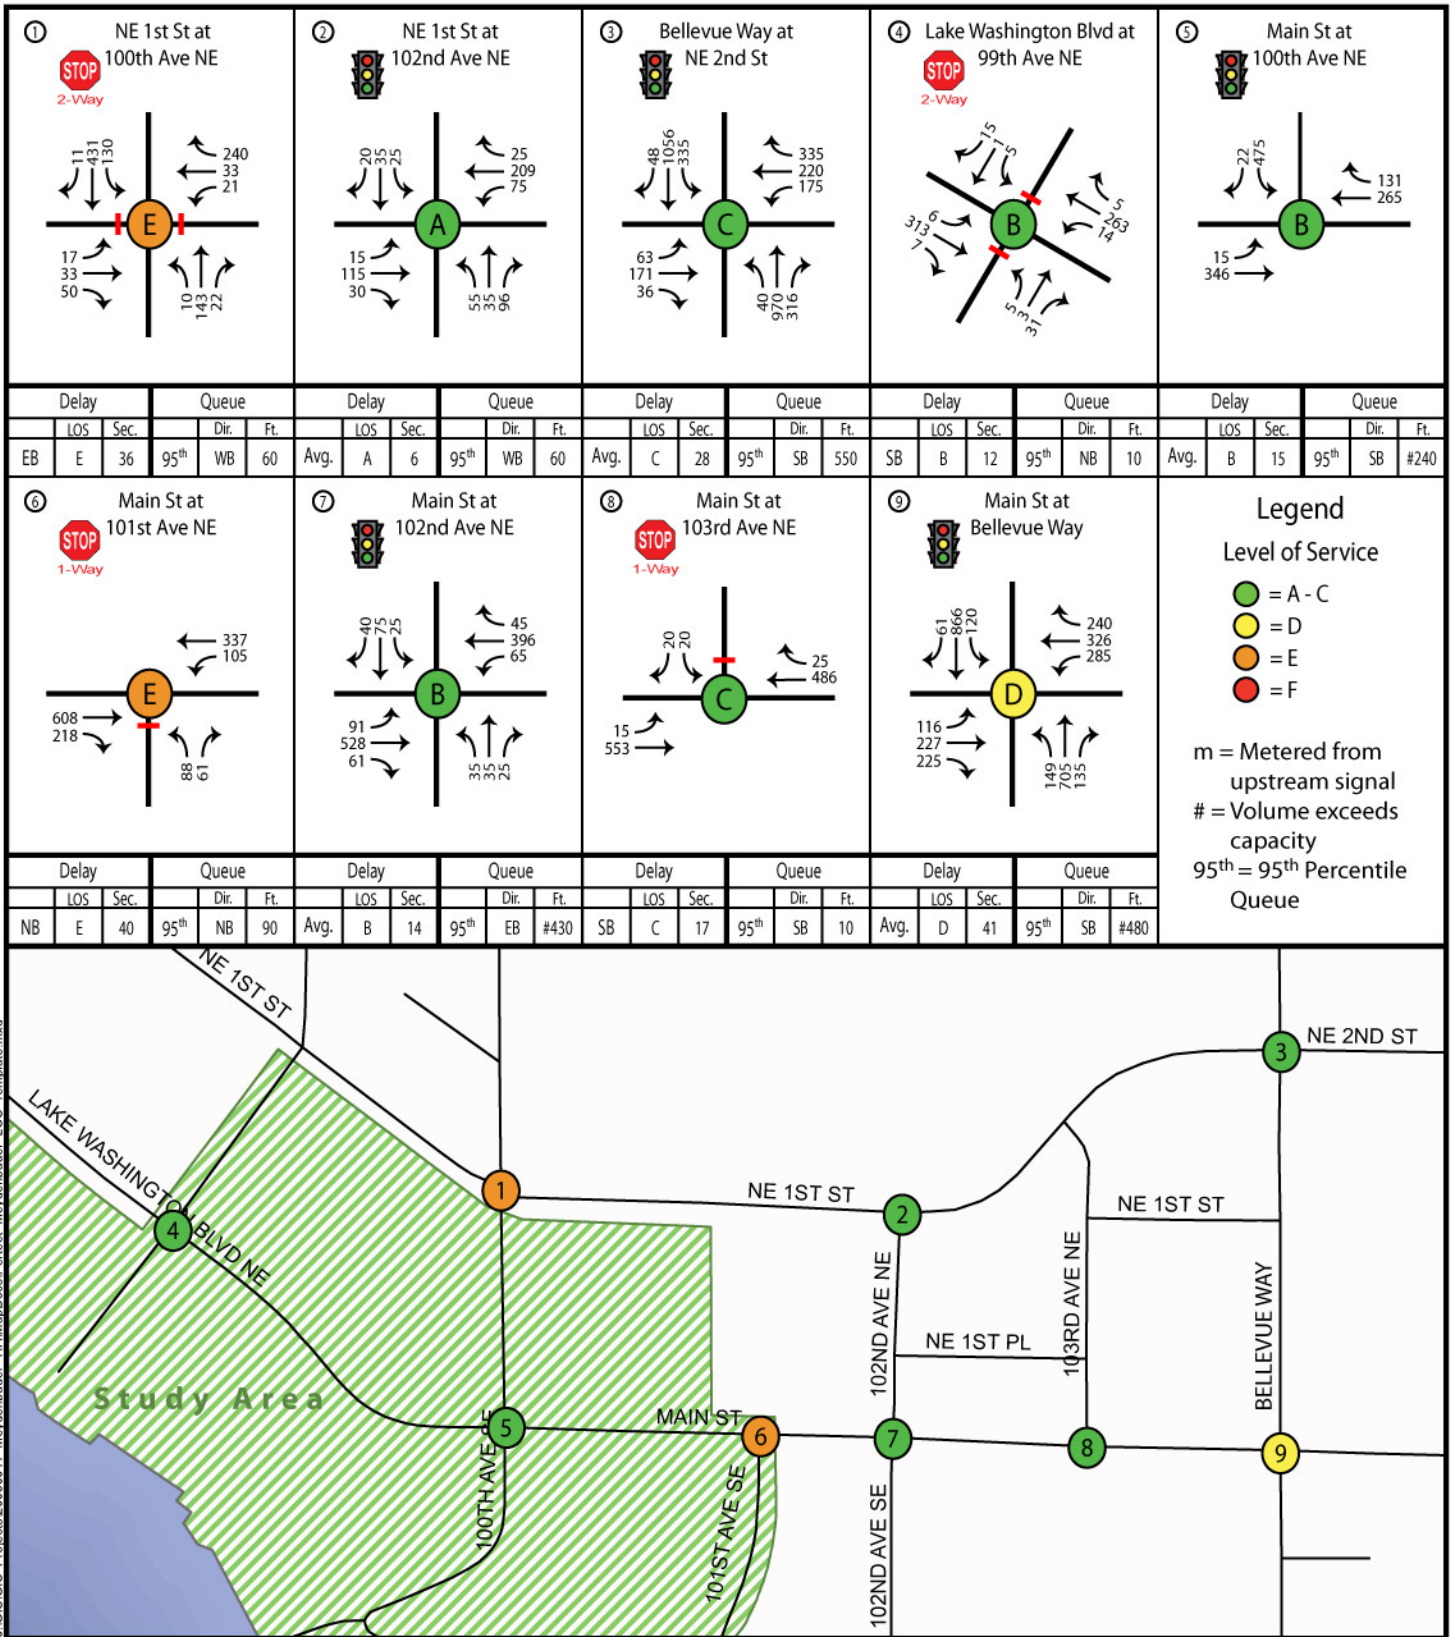 1
NE 1st St at
100th Ave NE
STOP
2-Way
11
431
130
240
33
21
E
17
33
50
10
143
22
2
NE 1st St at
102nd Ave NE
20
35
25
25
209
75
A
15
115
30
55
35
96
3
Bellevue Way at
NE 2nd St
48
1056
335
335
220
175
C
63
171
36
40
970
316
4
Lake Washington Blvd at
99th Ave NE
STOP
2-Way
15
1
5
5
263
14
B
6
313
7
5
3
31
5
Main St at
100th Ave NE
22
475
131
265
B
15
346
Delay Queue
LOS Sec. Dir. Ft.
EB E 36 95th WB 60
Delay Queue
LOS Sec. Dir. Ft.
Avg. A 6 95th WB 60
Delay Queue
LOS Sec. Dir. Ft.
Avg. C 28 95th SB 550
Delay Queue
LOS Sec. Dir. Ft.
SB B 12 95th NB 10
Delay Queue
LOS Sec. Dir. Ft.
Avg. B 15 95th SB #240
6
Main St at
101st Ave NE
STOP
1-Way
337
105
E
608
218
88
61
7
Main St at
102nd Ave NE
40
75
25
45
396
65
B
91
528
61
35
35
25
8
Main St at
103rd Ave NE
STOP
1-Way
20
20
25
486
C
15
553
9
Main St at
Bellevue Way
61
866
120
240
326
285
D
116
227
225
149
705
135
Legend
Level of Service
= A - C
= D
= E
= F
m = Metered from
upstream signal
# = Volume exceeds
capacity
95th = 95th Percentile
Queue
Delay Queue
LOS Sec. Dir. Ft.
NB E 40 95th NB 90
Delay Queue
LOS Sec. Dir. Ft.
Avg. B 14 95th EB #430
Delay Queue
LOS Sec. Dir. Ft.
SB C 17 95th SB 10
Delay Queue
LOS Sec. Dir. Ft.
Avg. D 41 95th SB #480
NE 1ST ST
NE 2ND ST
3
LAKE WASHINGTON BLVD NE
4
1
NE 1ST ST
2
NE 1ST ST
102ND AVE NE
103RD AVE NE
BELLEVUE WAY
NE 1ST PL
Study Area
MAIN ST
5
6
7
8
9
100TH AVE SE
101ST AVE SE
102ND AVE SE